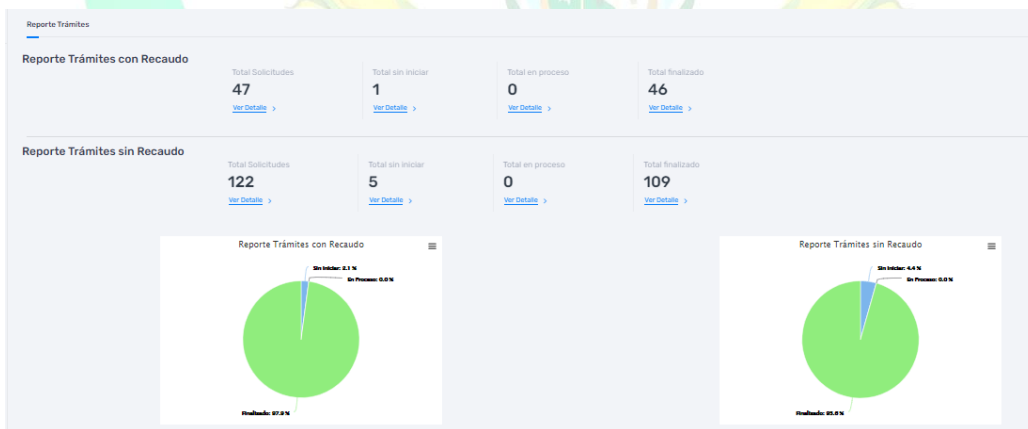 Reporte Trámites
Reporte Trámites con Recaudo
Total Solicitudes
Total sin iniciar
Total en proceso
Total finalizado
47
1
0
46
Ver Detalle >
Ver Detalle >
Ver Detalle >
Ver Detalle >
Reporte Trámites sin Recaudo
Total Solicitudes
Total sin iniciar
Total en proceso
Total finalizado
122
5
0
109
Ver Detalle >
Ver Detalle >
Ver Detalle >
Ver Detalle >
Reporte Trámites con Recaudo
Sin Iniciar: 2.1 %
En Proceso: 0.0 %
Finalizado: 97.9 %
Reporte Trámites sin Recaudo
Sin Iniciar: 4.4 %
En Proceso: 0.0 %
Finalizado: 95.6 %